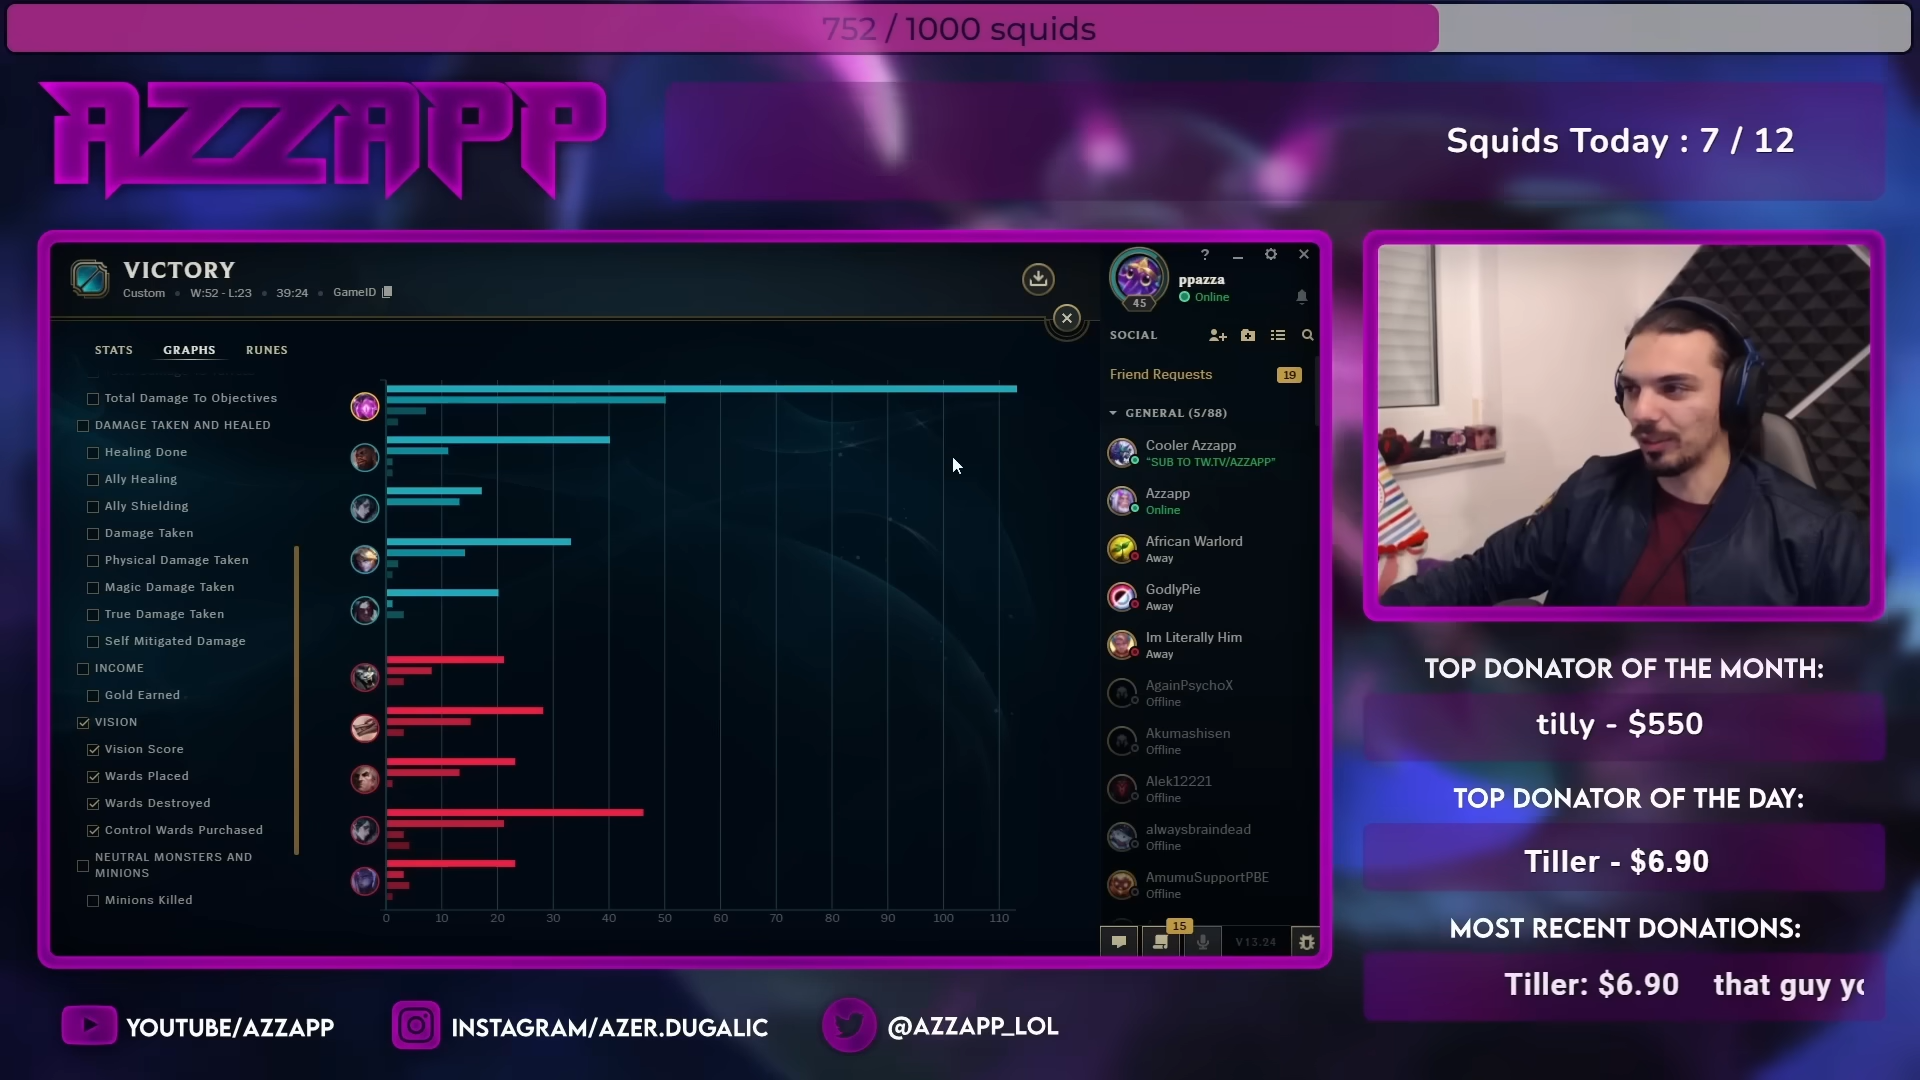 752 / 1000 squids
AZZAPP
Squids Today : 7 / 12
VICTORY
Custom • W:52 - L:23 • 39:24 • GameID
STATS GRAPHS RUNES
Total Damage To Objectives
DAMAGE TAKEN AND HEALED
Healing Done
Ally Healing
Ally Shielding
Damage Taken
Physical Damage Taken
Magic Damage Taken
True Damage Taken
Self Mitigated Damage
INCOME
Gold Earned
VISION
Vision Score
Wards Placed
Wards Destroyed
Control Wards Purchased
NEUTRAL MONSTERS AND
MINIONS
Minions Killed
0 10 20 30 40 50 60 70 80 90 100 110
?
45
ppazza
Online
SOCIAL
Friend Requests 19
GENERAL (5/88)
Cooler Azzapp
"SUB TO TW.TV/AZZAPP"
Azzapp
Online
African Warlord
Away
GodlyPie
Away
Im Literally Him
Away
AgainPsychoX
Offline
Akumashisen
Offline
Alek12221
Offline
alwaysbraindead
Offline
AmumuSupportPBE
Offline
15
V13.24
TOP DONATOR OF THE MONTH:
tilly - $550
TOP DONATOR OF THE DAY:
Tiller - $6.90
MOST RECENT DONATIONS:
Tiller: $6.90 that guy
YOUTUBE/AZZAPP
INSTAGRAM/AZER.DUGALIC
@AZZAPP_LOL